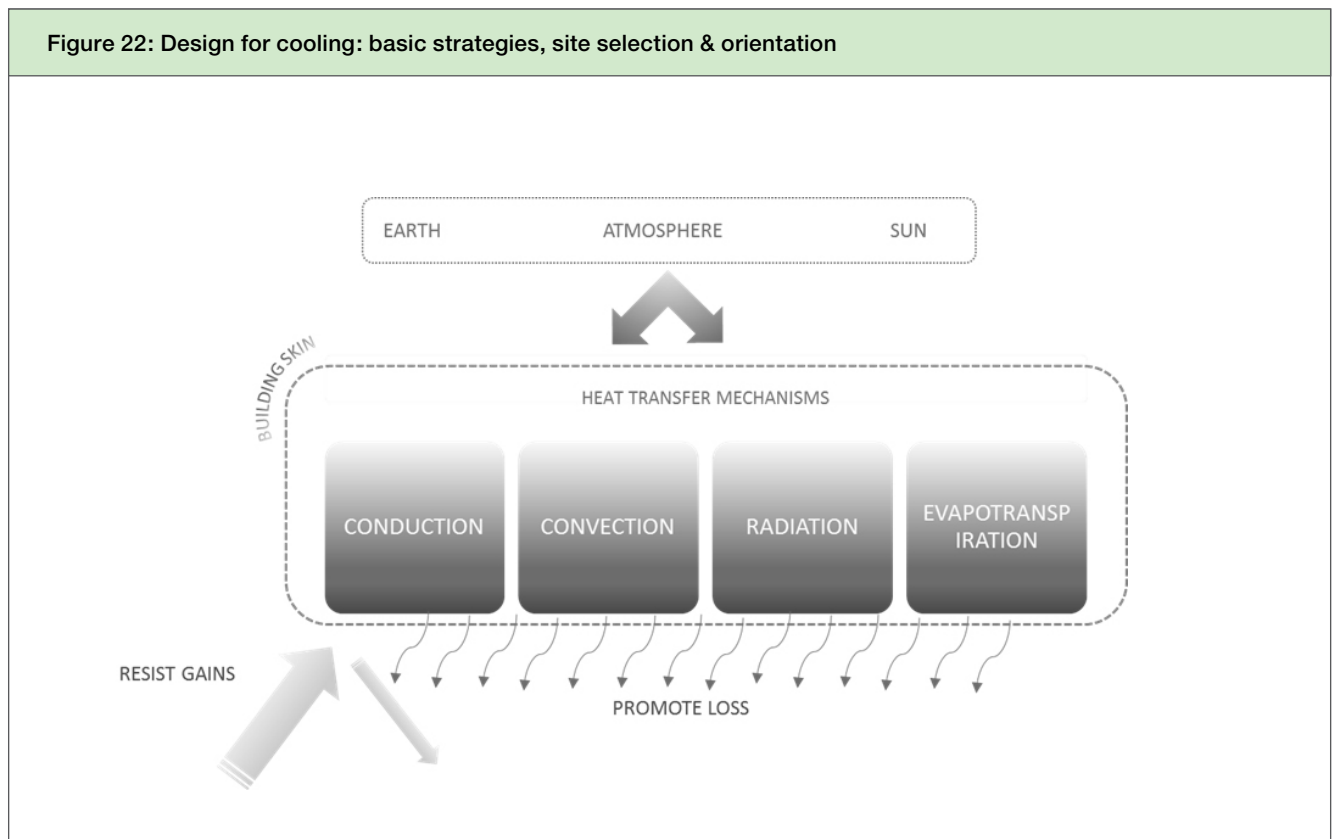 Figure 22: Design for cooling: basic strategies, site selection & orientation
EARTH ATMOSPHERE SUN
BUILDING SKIN
HEAT TRANSFER MECHANISMS
CONDUCTION CONVECTION RADIATION EVAPOTRANSP
IRATION
RESIST GAINS
PROMOTE LOSS